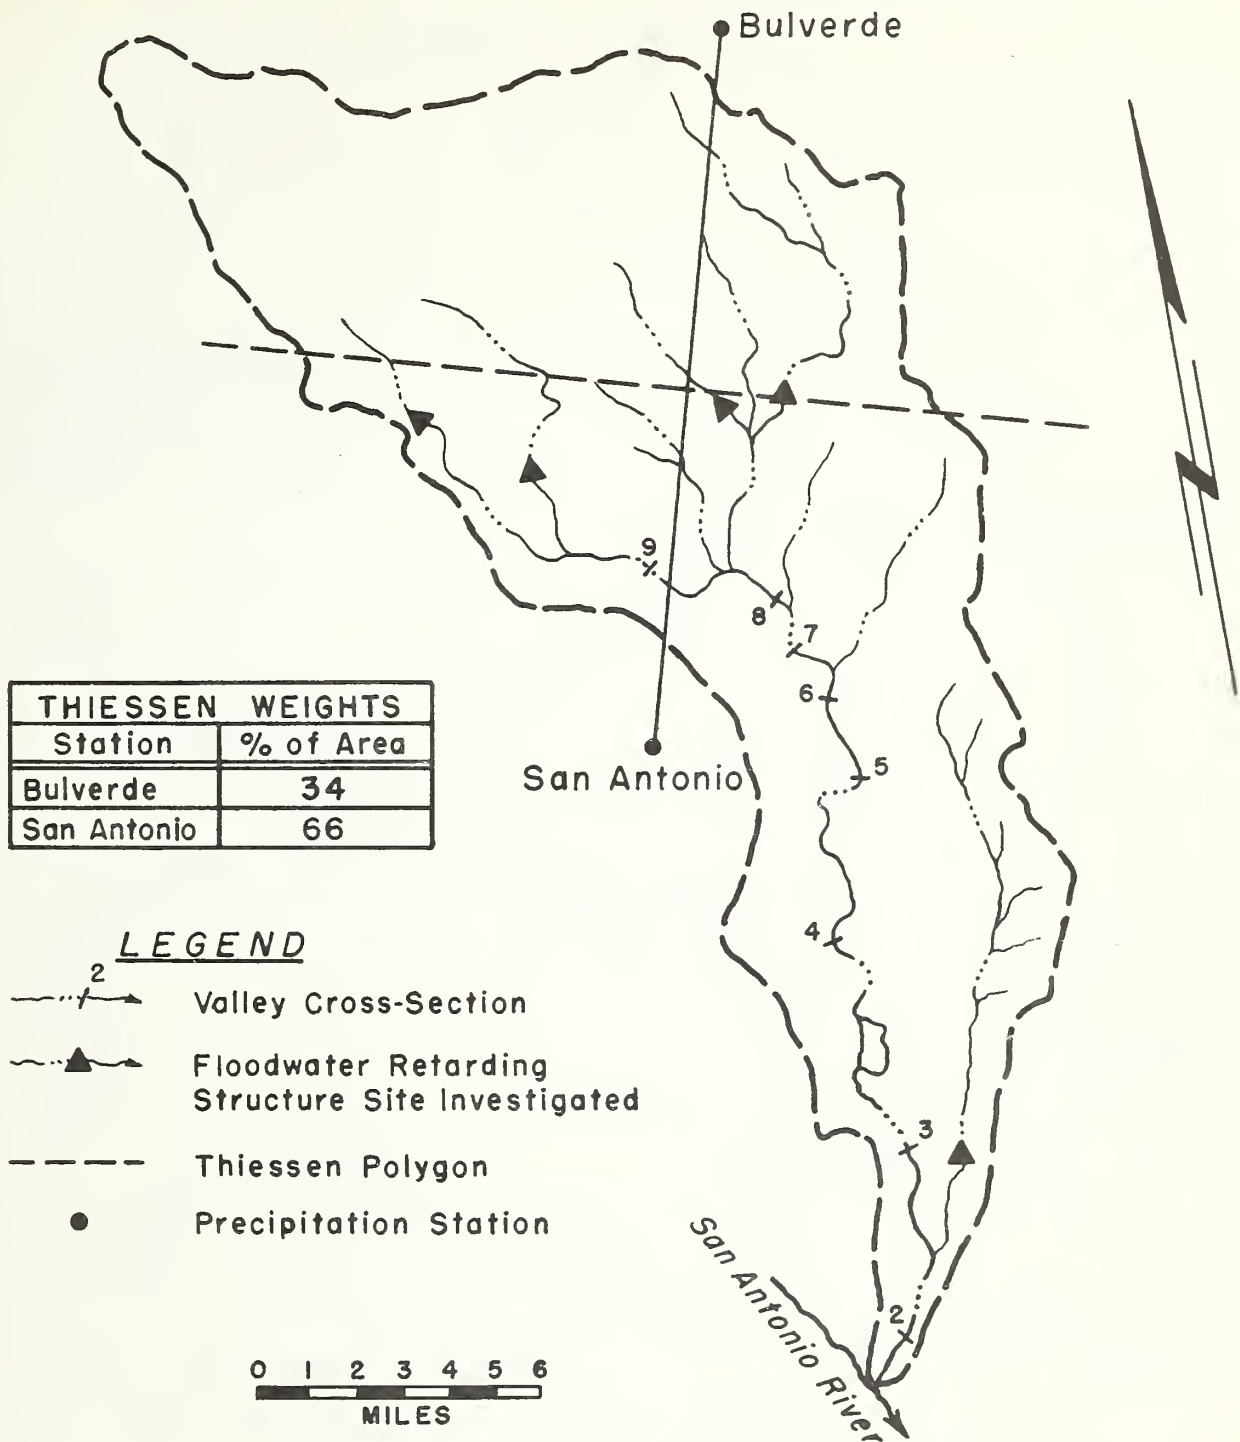 Bulverde
9
8
7
6
5
San Antonio
THIESSEN WEIGHTS
Station % of Area
Bulverde 34
San Antonio 66
4
LEGEND
2
Valley Cross-Section
Floodwater Retarding
Structure Site Investigated
Thiessen Polygon
Precipitation Station
3
San Antonio River
2
0 1 2 3 4 5 6
MILES